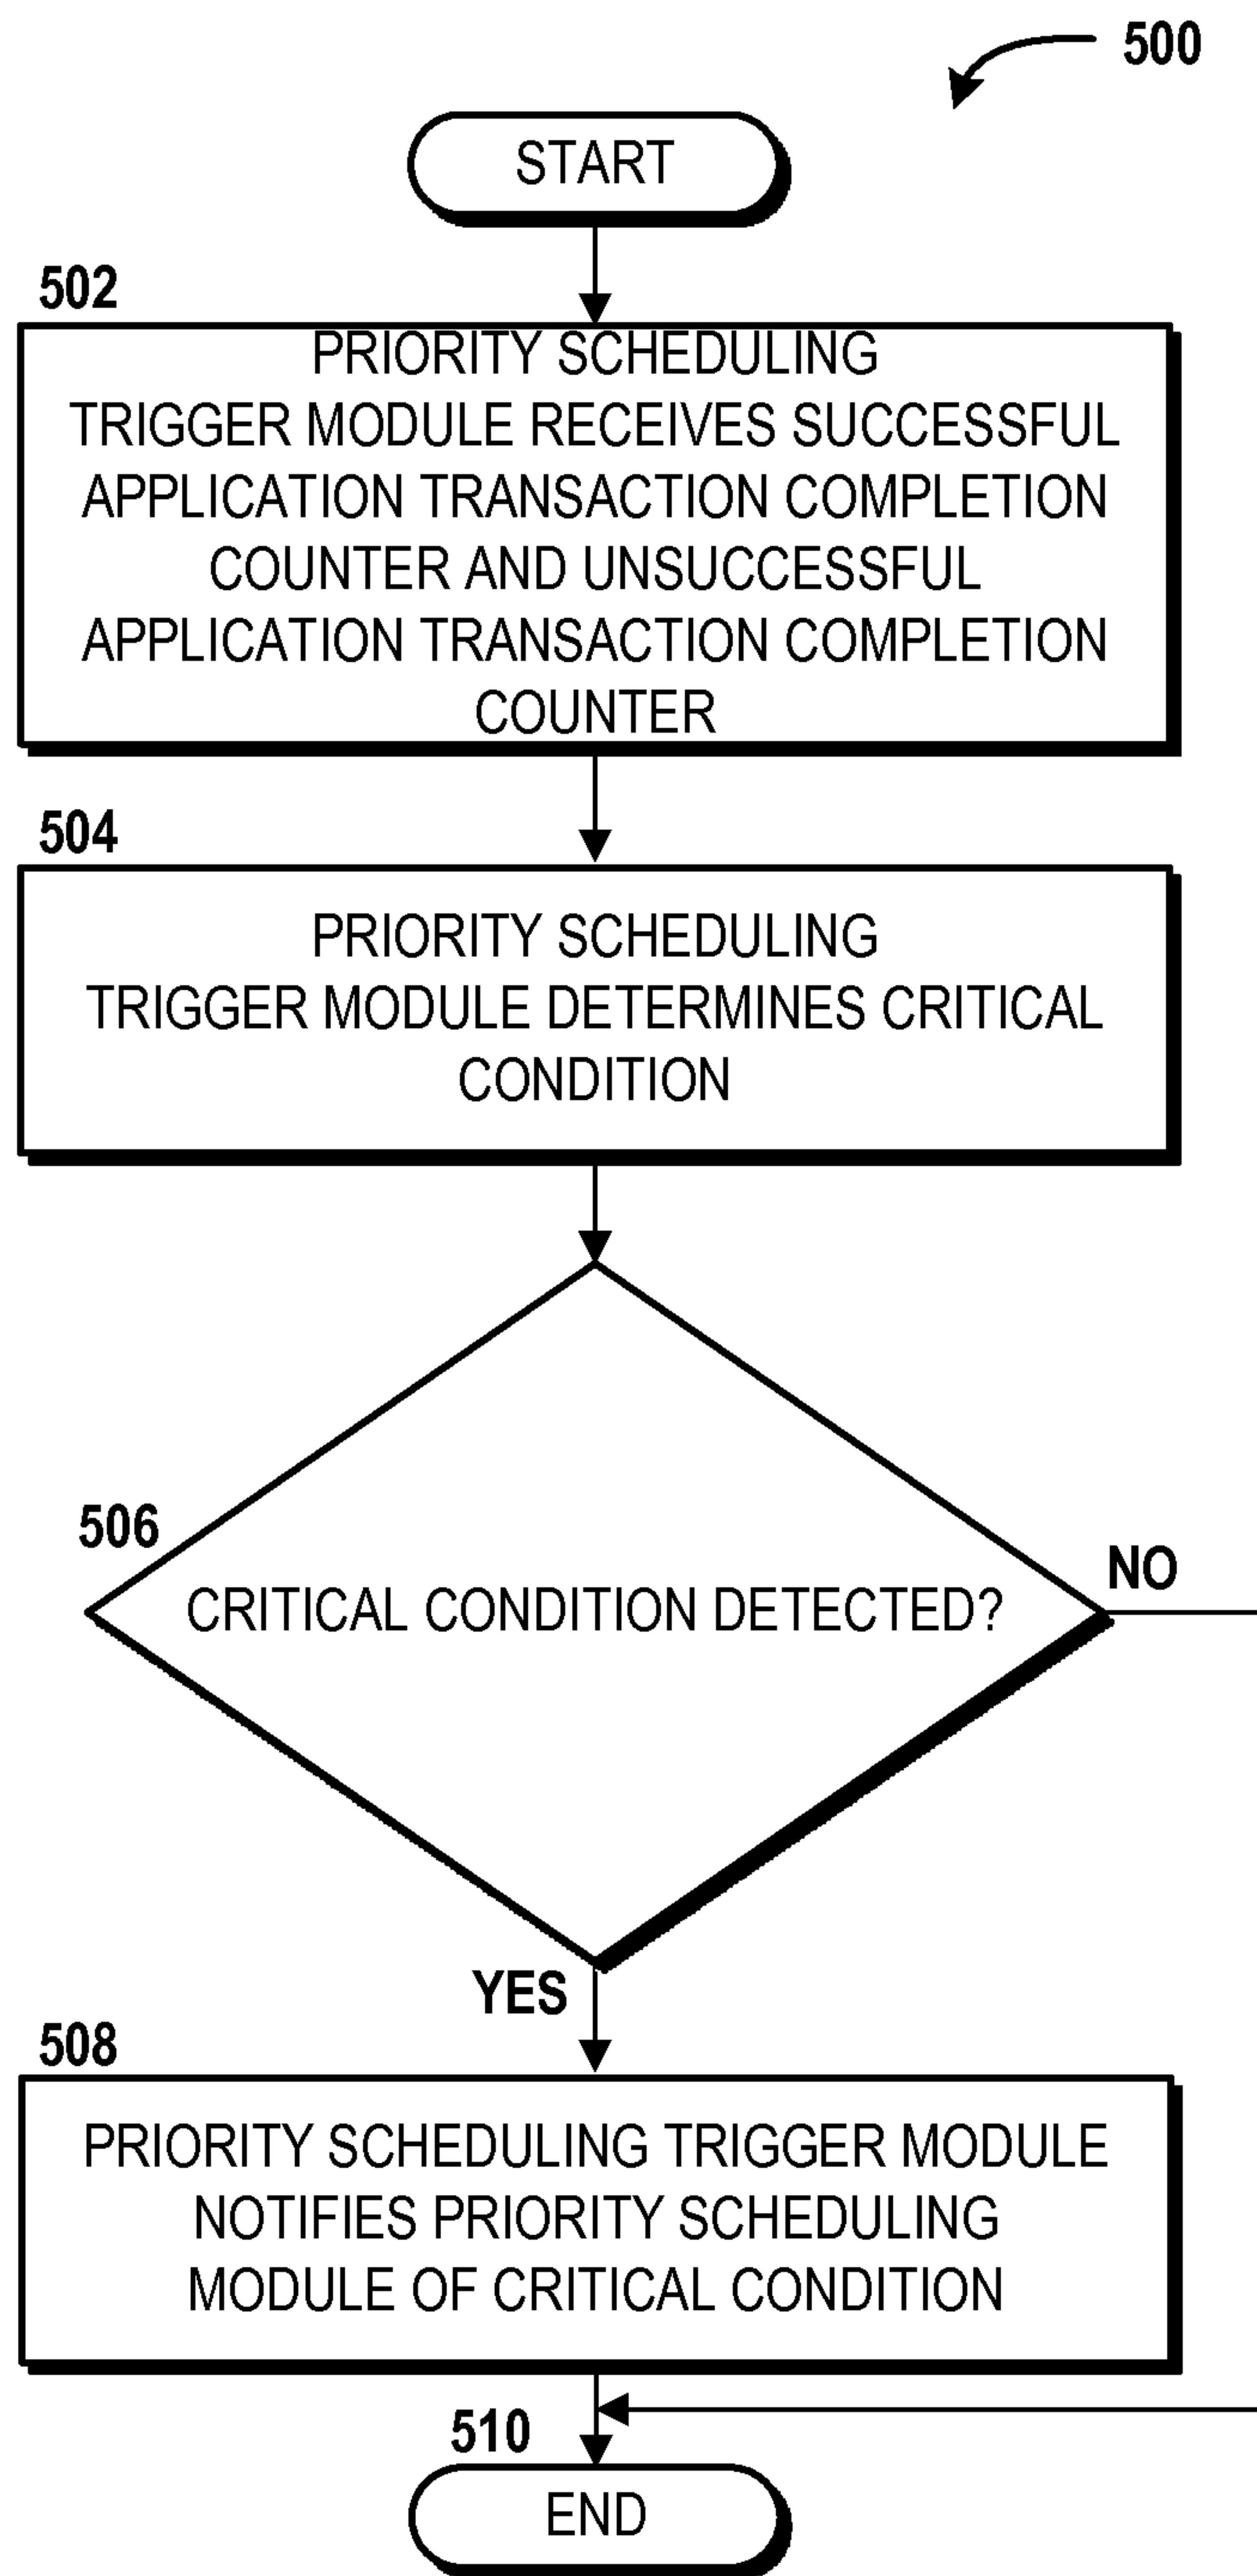 500
START
502
PRIORITY SCHEDULING
TRIGGER MODULE RECEIVES SUCCESSFUL
APPLICATION TRANSACTION COMPLETION
COUNTER AND UNSUCCESSFUL
APPLICATION TRANSACTION COMPLETION
COUNTER
504
PRIORITY SCHEDULING
TRIGGER MODULE DETERMINES CRITICAL
CONDITION
506
NO
CRITICAL CONDITION DETECTED?
YES
508
PRIORITY SCHEDULING TRIGGER MODULE
NOTIFIES PRIORITY SCHEDULING
MODULE OF CRITICAL CONDITION
510
END